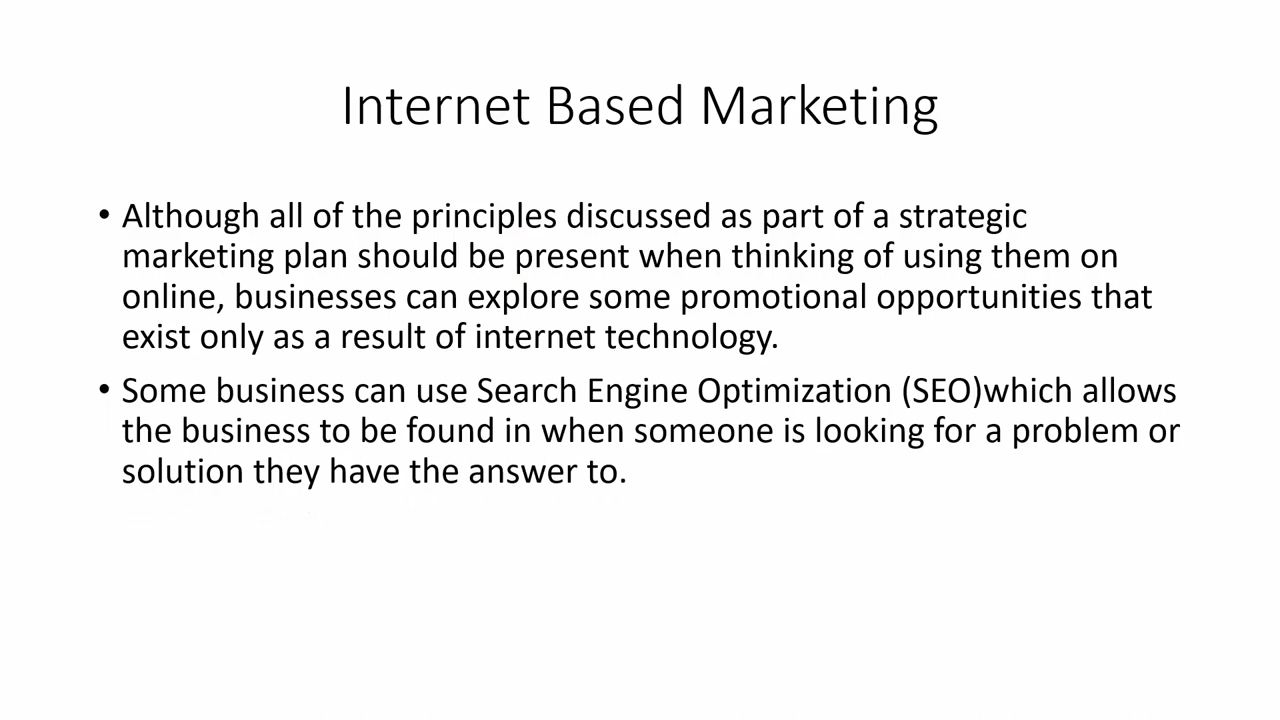 Internet Based Marketing
• Although all of the principles discussed as part of a strategic
marketing plan should be present when thinking of using them on
online, businesses can explore some promotional opportunities that
exist only as a result of internet technology.
• Some business can use Search Engine Optimization (SEO)which allows
the business to be found in when someone is looking for a problem or
solution they have the answer to.